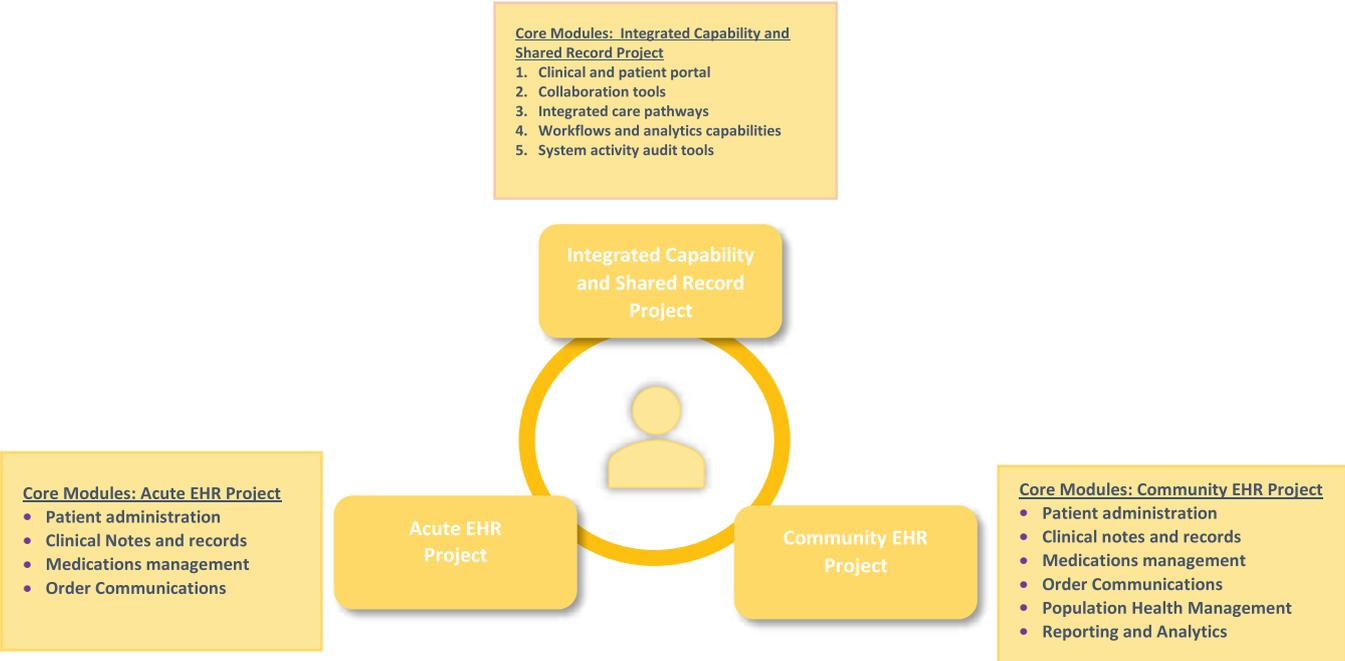 Core Modules:  Integrated Capability and
Shared Record Project
1. Clinical and patient portal
2. Collaboration tools
3. Integrated care pathways
4. Workflows and analytics capabilities
5. System activity audit tools
Integrated Capability
and Shared Record
Project
Core Modules: Acute EHR Project
• Patient administration
• Clinical Notes and records
• Medications management
• Order Communications
Acute EHR
Project
Community EHR
Project
Core Modules: Community EHR Project
• Patient administration
• Clinical notes and records
• Medications management
• Order Communications
• Population Health Management
• Reporting and Analytics